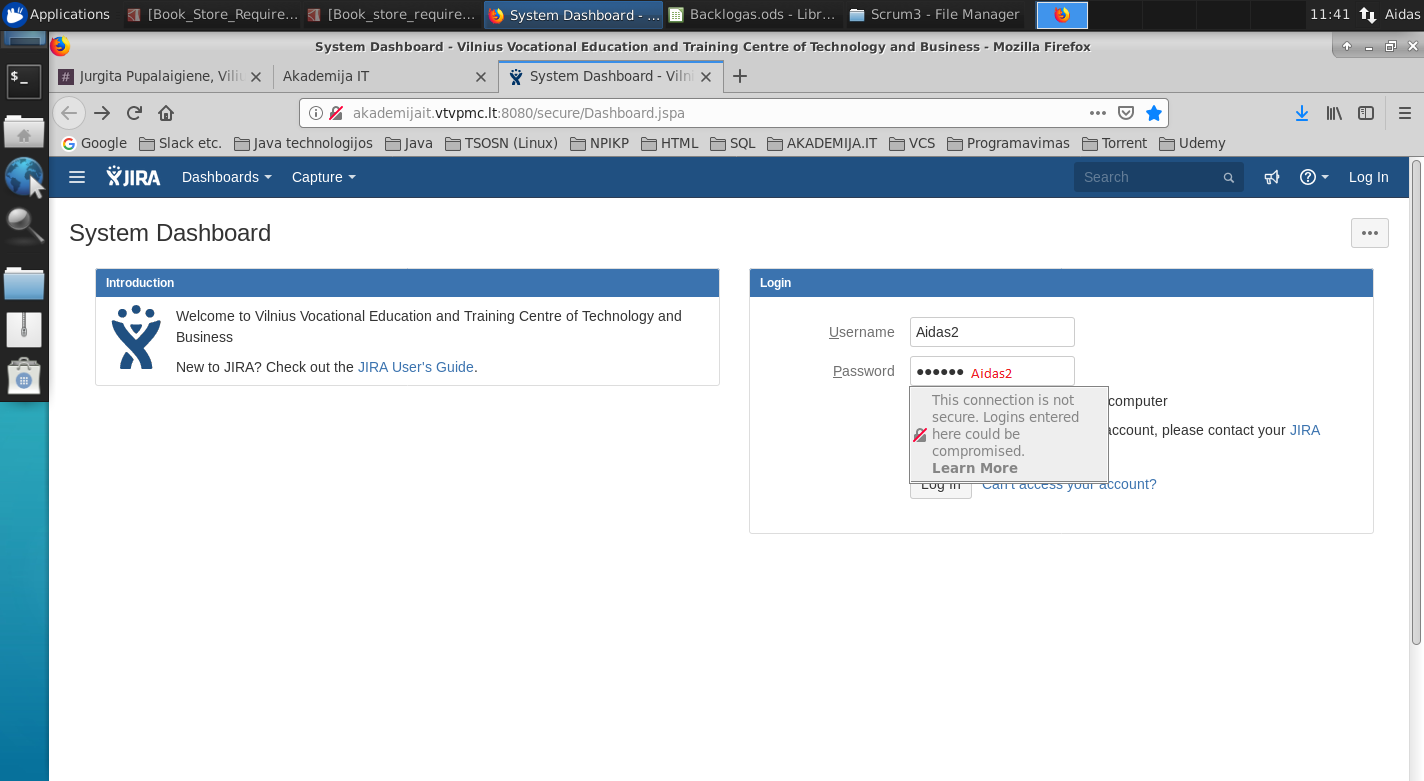 Applications
[Book_Store_Require...
[Book_store_require...
System Dashboard - ...
Backlogas.ods - Libr...
Scrum3 - File Manager
11:41
Aidas
System Dashboard - Vilnius Vocational Education and Training Centre of Technology and Business - Mozilla Firefox
# Jurgita Pupalaigiene, Viliu
Akademija IT
System Dashboard - Vilni
akademijait.vtvpmc.lt:8080/secure/Dashboard.jspa
Google
Slack etc.
Java technologijos
Java
TSOSN (Linux)
NPIKP
HTML
SQL
AKADEMIJA.IT
VCS
Programavimas
Torrent
Udemy
JIRA
Dashboards
Capture
Search
Log In
System Dashboard
Introduction
Welcome to Vilnius Vocational Education and Training Centre of Technology and
Business
New to JIRA? Check out the JIRA User's Guide.
Login
Username
Aidas2
Password
•••••• Aidas2
This connection is not
secure. Logins entered
here could be
compromised.
Learn More
computer
account, please contact your JIRA
Log In
Can't access your account?